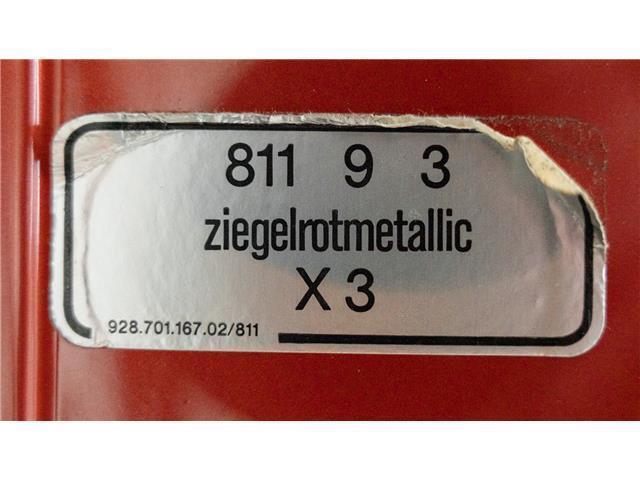 811 9 3
ziegelrotmetallic
X 3
928.701.167.02/811